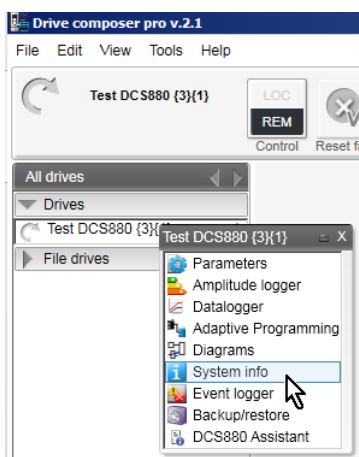 Drive composer pro v.2.1
File Edit View Tools Help
Test DCS880 {3}{1}
LOC
REM
Control Reset fa
All drives
Drives
Test DCS880 {3}{
File drives
Test DCS880 {3}{1} X
Parameters
Amplitude logger
Datalogger
Adaptive Programming
Diagrams
System info
Event logger
Backup/restore
DCS880 Assistant